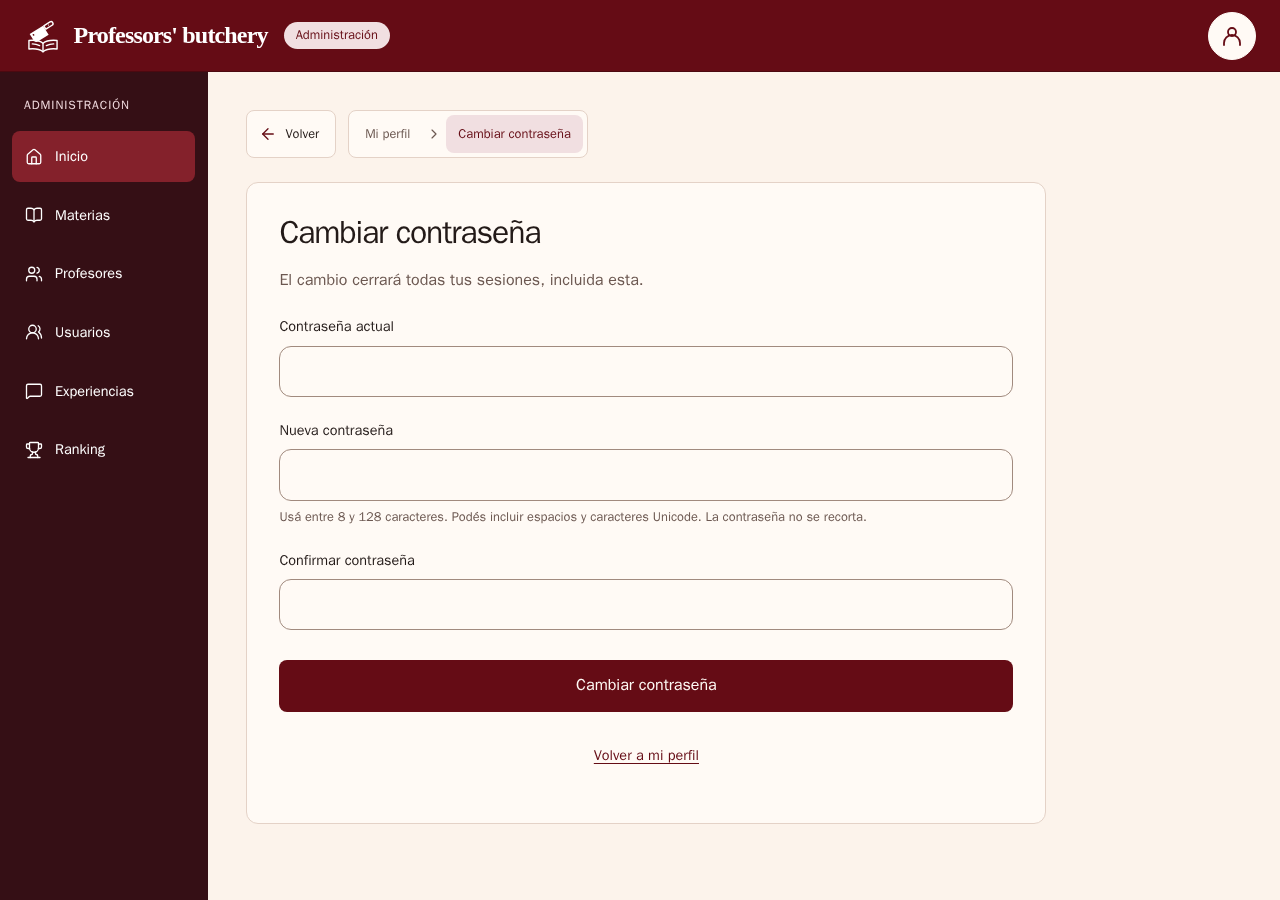 Professors' butchery
Administración
ADMINISTRACIÓN
Inicio
Materias
Profesores
Usuarios
Experiencias
Ranking
Volver
Mi perfil
Cambiar contraseña
Cambiar contraseña
El cambio cerrará todas tus sesiones, incluida esta.
Contraseña actual
Nueva contraseña
Usá entre 8 y 128 caracteres. Podés incluir espacios y caracteres Unicode. La contraseña no se recorta.
Confirmar contraseña
Cambiar contraseña
Volver a mi perfil